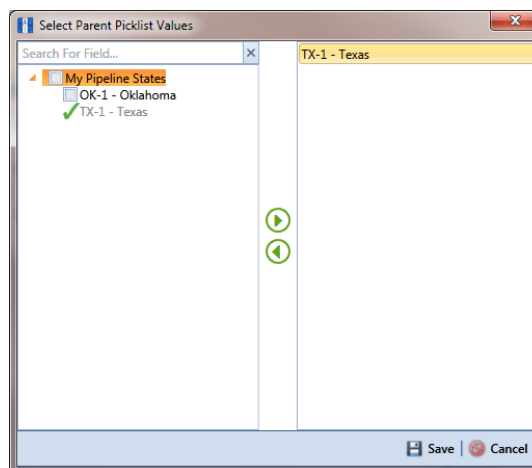 Select Parent Picklist Values
x
Search For Field...
×
My Pipeline States
OK-1 - Oklahoma
TX-1 - Texas
TX-1 - Texas
Save | Cancel